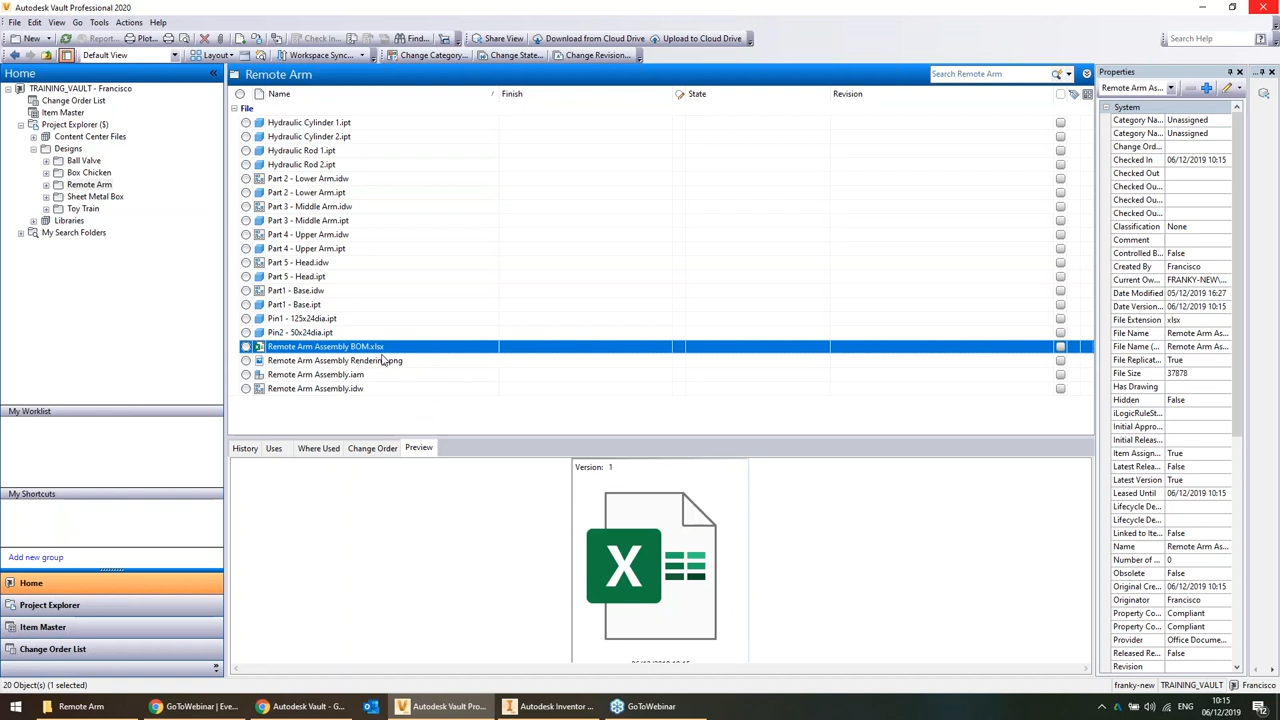 Autodesk Vault Professional 2020
File Edit View Go Tools Actions Help
New Plot... Check In... Find... Share View Download from Cloud Drive Upload to Cloud Drive Search Help
Default View Layout Workspace Sync... Change Category... Change State... Change Revision...
Home
TRAINING_VAULT - Francisco
Change Order List
Item Master
Project Explorer ($)
Content Center Files
Designs
Ball Valve
Box Chicken
Remote Arm
Sheet Metal Box
Toy Train
Libraries
My Search Folders
My Worklist
My Shortcuts
Add new group
Home
Project Explorer
Item Master
Change Order List
Remote Arm
Search Remote Arm
Name / Finish State Revision
File
Hydraulic Cylinder 1.ipt
Hydraulic Cylinder 2.ipt
Hydraulic Rod 1.ipt
Hydraulic Rod 2.ipt
Part 2 - Lower Arm.idw
Part 2 - Lower Arm.ipt
Part 3 - Middle Arm.idw
Part 3 - Middle Arm.ipt
Part 4 - Upper Arm.idw
Part 4 - Upper Arm.ipt
Part 5 - Head.idw
Part 5 - Head.ipt
Part1 - Base.idw
Part1 - Base.ipt
Pin1 - 125x24dia.ipt
Pin2 - 50x24dia.ipt
Remote Arm Assembly BOM.xlsx
Remote Arm Assembly Rendering.png
Remote Arm Assembly.iam
Remote Arm Assembly.idw
History Uses Where Used Change Order Preview
Version: 1
X
06/12/2019 10:15
Properties
Remote Arm As...
System
Category Na... Unassigned
Category Na... Unassigned
Change Ord...
Checked In 06/12/2019 10:15
Checked Out
Checked Ou...
Checked Ou...
Checked Ou...
Classification None
Comment
Controlled B... False
Created By Francisco
Current Ow... FRANKY-NEW\...
Date Modified 05/12/2019 16:27
Date Version... 06/12/2019 10:15
File Extension xlsx
File Name Remote Arm As...
File Name (... Remote Arm As...
File Replicat... True
File Size 37878
Has Drawing
Hidden False
iLogicRuleSt...
Initial Appro...
Initial Releas...
Item Assign... True
Latest Relea... False
Latest Version True
Leased Until 06/12/2019 10:15
Lifecycle De...
Lifecycle De...
Linked to Ite... False
Name Remote Arm As...
Number of ... 0
Obsolete False
Original Cre... 06/12/2019 10:15
Originator Francisco
Property Co... Compliant
Property Co... Compliant
Provider Office Docume...
Released Re... False
Revision
20 Object(s) (1 selected) franky-new TRAINING_VAULT Francisco
Remote Arm GoToWebinar | Eve... Autodesk Vault - G... Autodesk Vault Pro... Autodesk Inventor ... GoToWebinar ENG 10:15
06/12/2019